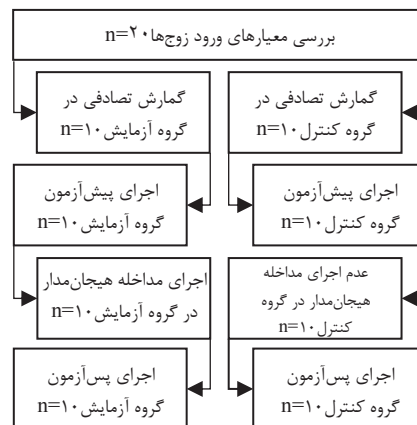 بررسی معیارهای ورود زوج‌ها n=۲۰
گمارش تصادفی در
گروه کنترل n=۱۰
گمارش تصادفی در
گروه آزمایش n=۱۰
اجرای پیش‌آزمون
گروه کنترل n=۱۰
اجرای پیش‌آزمون
گروه آزمایش n=۱۰
عدم اجرای مداخله
هیجان‌مدار در گروه
کنترل n=۱۰
اجرای مداخله هیجان‌مدار
در گروه آزمایش n=۱۰
اجرای پس‌آزمون
گروه کنترل n=۱۰
اجرای پس‌آزمون
گروه آزمایش n=۱۰